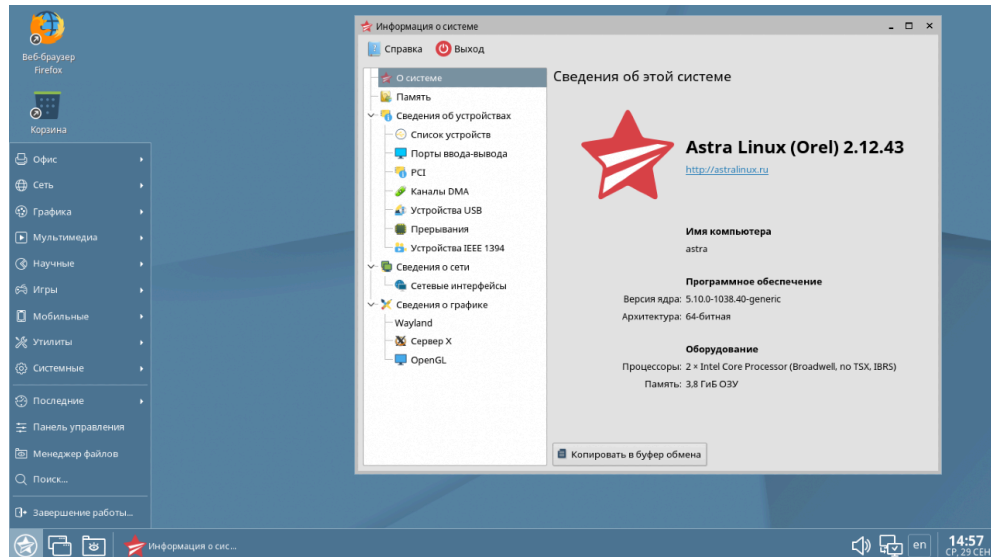 Веб-браузер
Firefox
Корзина
Офис
Сеть
Графика
Мультимедиа
Научные
Игры
Мобильные
Утилиты
Системные
Последние
Панель управления
Менеджер файлов
Поиск...
Завершение работы...
Информация о системе
Справка
Выход
О системе
Память
Сведения об устройствах
Список устройств
Порты ввода-вывода
PCI
Каналы DMA
Устройства USB
Прерывания
Устройства IEEE 1394
Сведения о сети
Сетевые интерфейсы
Сведения о графике
Wayland
Сервер X
OpenGL
Сведения об этой системе
Astra Linux (Orel) 2.12.43
http://astralinux.ru
Имя компьютера
astra
Программное обеспечение
Версия ядра: 5.10.0-1038.40-generic
Архитектура: 64-битная
Оборудование
Процессоры: 2 × Intel Core Processor (Broadwell, no TSX, IBRS)
Память: 3,8 ГиБ ОЗУ
Копировать в буфер обмена
Информация о сис...
en
14:57
СР, 29 СЕН